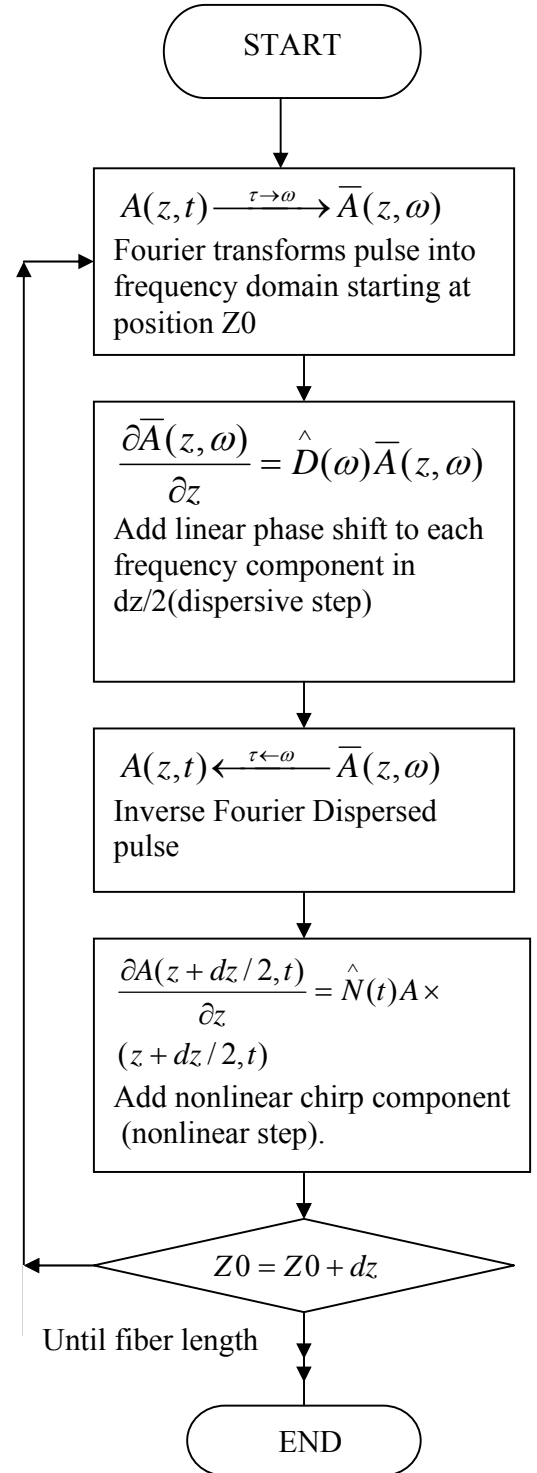 START
A(z,t) —τ→ω→ A̅(z,ω)
Fourier transforms pulse into
frequency domain starting at
position Z0
∂A̅(z,ω)/∂z = D̂(ω)A̅(z,ω)
Add linear phase shift to each
frequency component in
dz/2(dispersive step)
A(z,t) ←τ←ω— A̅(z,ω)
Inverse Fourier Dispersed
pulse
∂A(z + dz / 2,t)/∂z = N̂(t)A ×
(z + dz / 2,t)
Add nonlinear chirp component
(nonlinear step).
Z0 = Z0 + dz
Until fiber length
END